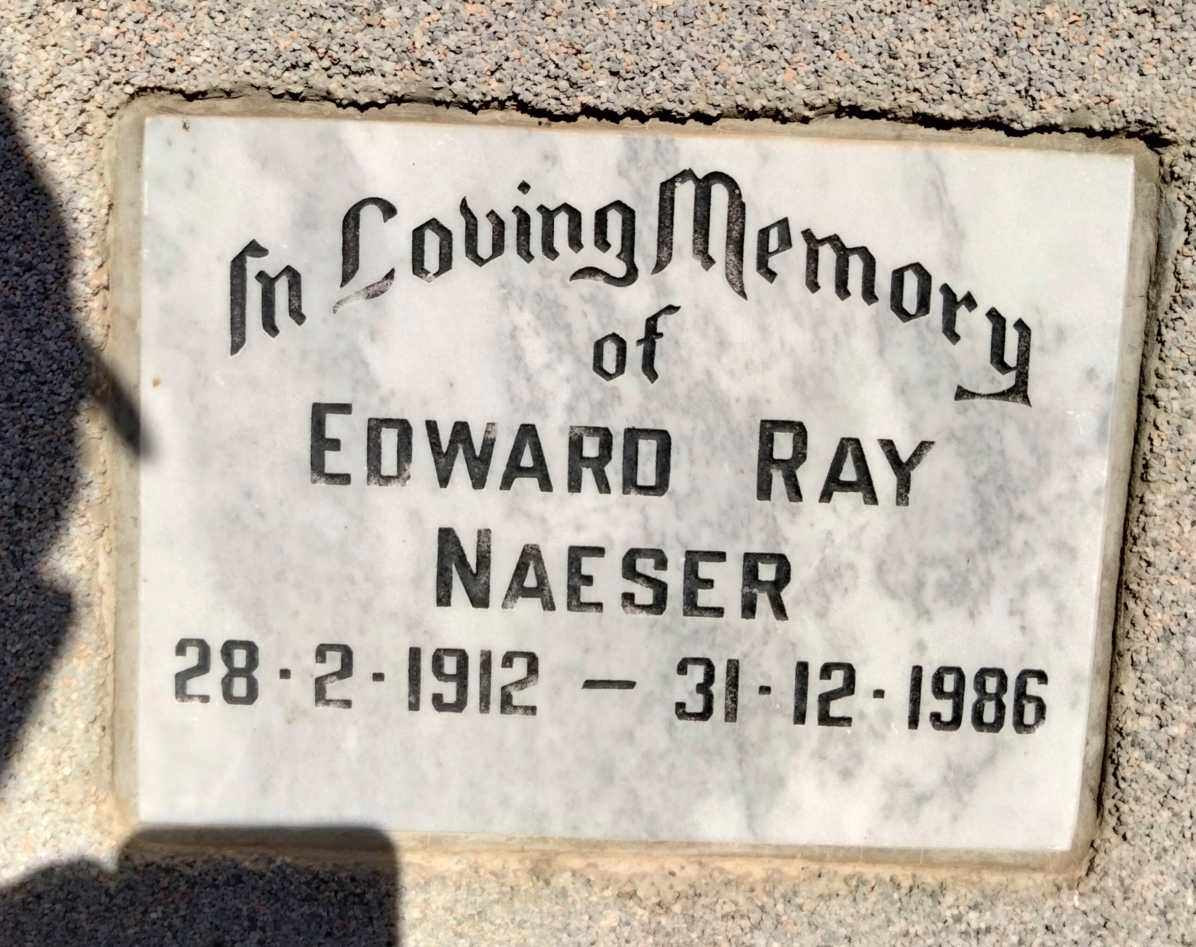 In Loving Memory
of
EDWARD RAY
NAESER
28·2·1912 — 31·12·1986